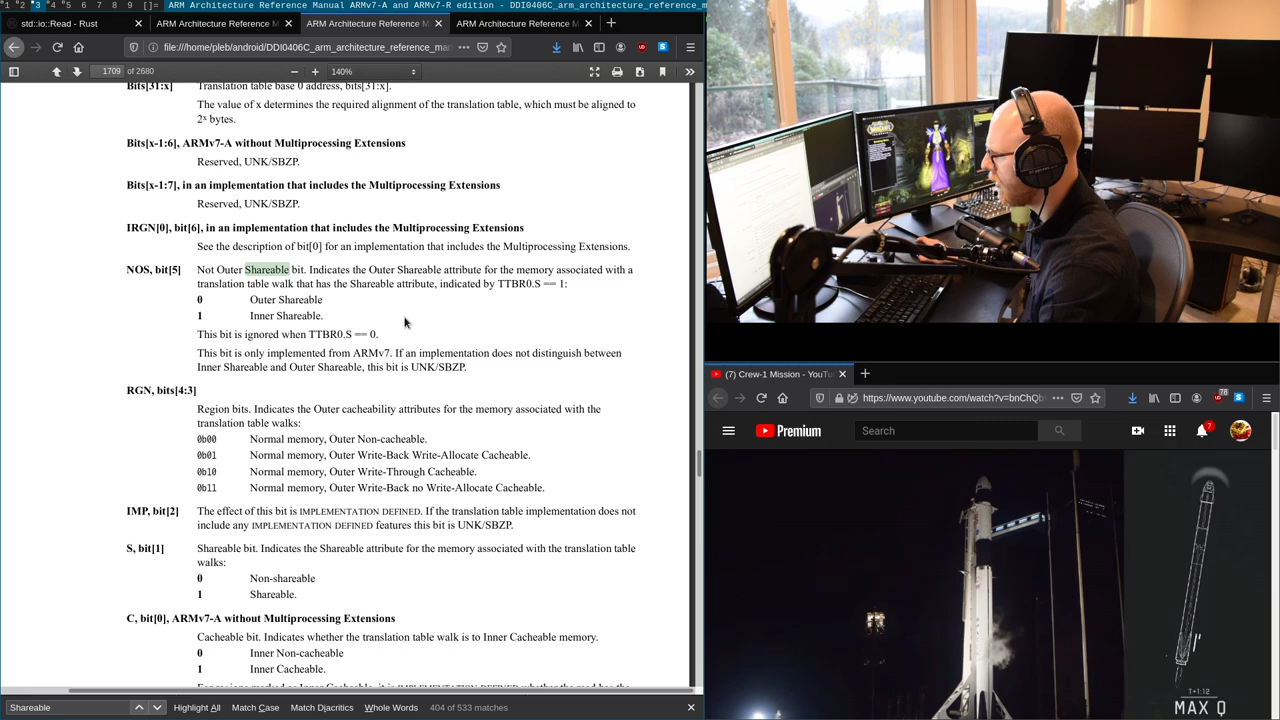 1 2 3 4 5 6 7 8 9 []= ARM Architecture Reference Manual ARMv7-A and ARMv7-R edition - DDI0406C_arm_architecture_reference_m
std::io::Read - Rust
ARM Architecture Reference M
ARM Architecture Reference M
ARM Architecture Reference M
file:///home/pleb/android/DDI0406C_arm_architecture_reference_ma
1709 of 2680
140%
Bits[31:x] Translation table base 0 address, bits[31:x].
The value of x determines the required alignment of the translation table, which must be aligned to
2x bytes.
Bits[x-1:6], ARMv7-A without Multiprocessing Extensions
Reserved, UNK/SBZP.
Bits[x-1:7], in an implementation that includes the Multiprocessing Extensions
Reserved, UNK/SBZP.
IRGN[0], bit[6], in an implementation that includes the Multiprocessing Extensions
See the description of bit[0] for an implementation that includes the Multiprocessing Extensions.
NOS, bit[5] Not Outer Shareable bit. Indicates the Outer Shareable attribute for the memory associated with a
translation table walk that has the Shareable attribute, indicated by TTBR0.S == 1:
0 Outer Shareable
1 Inner Shareable.
This bit is ignored when TTBR0.S == 0.
This bit is only implemented from ARMv7. If an implementation does not distinguish between
Inner Shareable and Outer Shareable, this bit is UNK/SBZP.
RGN, bits[4:3]
Region bits. Indicates the Outer cacheability attributes for the memory associated with the
translation table walks:
0b00 Normal memory, Outer Non-cacheable.
0b01 Normal memory, Outer Write-Back Write-Allocate Cacheable.
0b10 Normal memory, Outer Write-Through Cacheable.
0b11 Normal memory, Outer Write-Back no Write-Allocate Cacheable.
IMP, bit[2] The effect of this bit is IMPLEMENTATION DEFINED. If the translation table implementation does not
include any IMPLEMENTATION DEFINED features this bit is UNK/SBZP.
S, bit[1] Shareable bit. Indicates the Shareable attribute for the memory associated with the translation table
walks:
0 Non-shareable
1 Shareable.
C, bit[0], ARMv7-A without Multiprocessing Extensions
Cacheable bit. Indicates whether the translation table walk is to Inner Cacheable memory.
0 Inner Non-cacheable
1 Inner Cacheable.
Shareable
Highlight All Match Case Match Diacritics Whole Words 404 of 533 matches
(7) Crew-1 Mission - YouTu
https://www.youtube.com/watch?v=bnChQb
78
Premium
Search
7
T+1:12
MAX Q